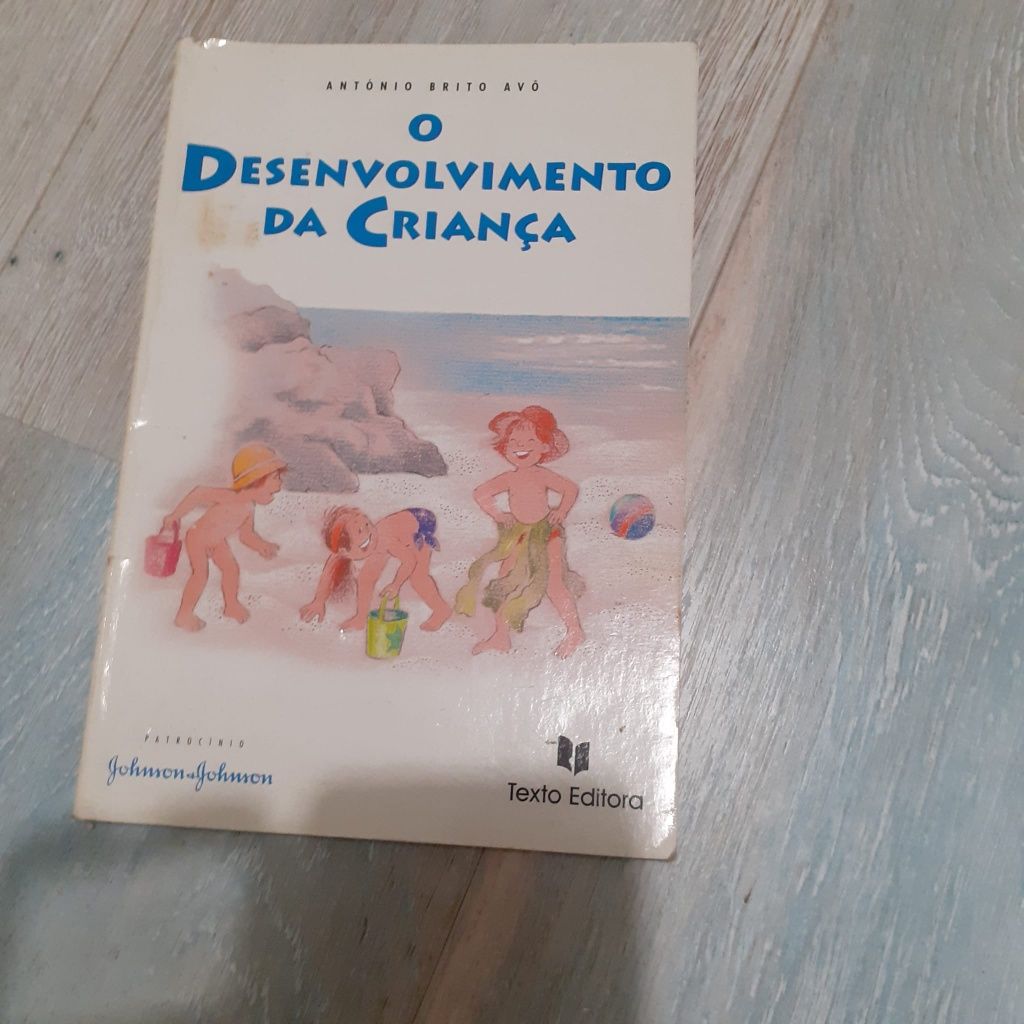 ANTÓNIO BRITO AVÔ
O
DESENVOLVIMENTO
DA CRIANÇA
PATROCÍNIO
Johnson & Johnson
Texto Editora